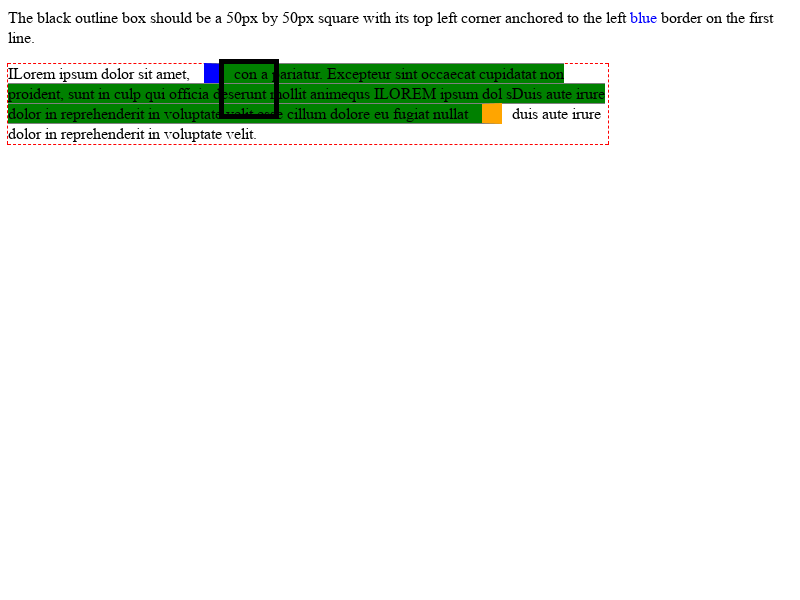 The black outline box should be a 50px by 50px square with its top left corner anchored to the left blue border on the first
line.
ILorem ipsum dolor sit amet, con a pariatur. Excepteur sint occaecat cupidatat non
proident, sunt in culp qui officia deserunt mollit animequs ILOREM ipsum dol sDuis aute irure
dolor in reprehenderit in voluptate velit esse cillum dolore eu fugiat nullat duis aute irure
dolor in reprehenderit in voluptate velit.